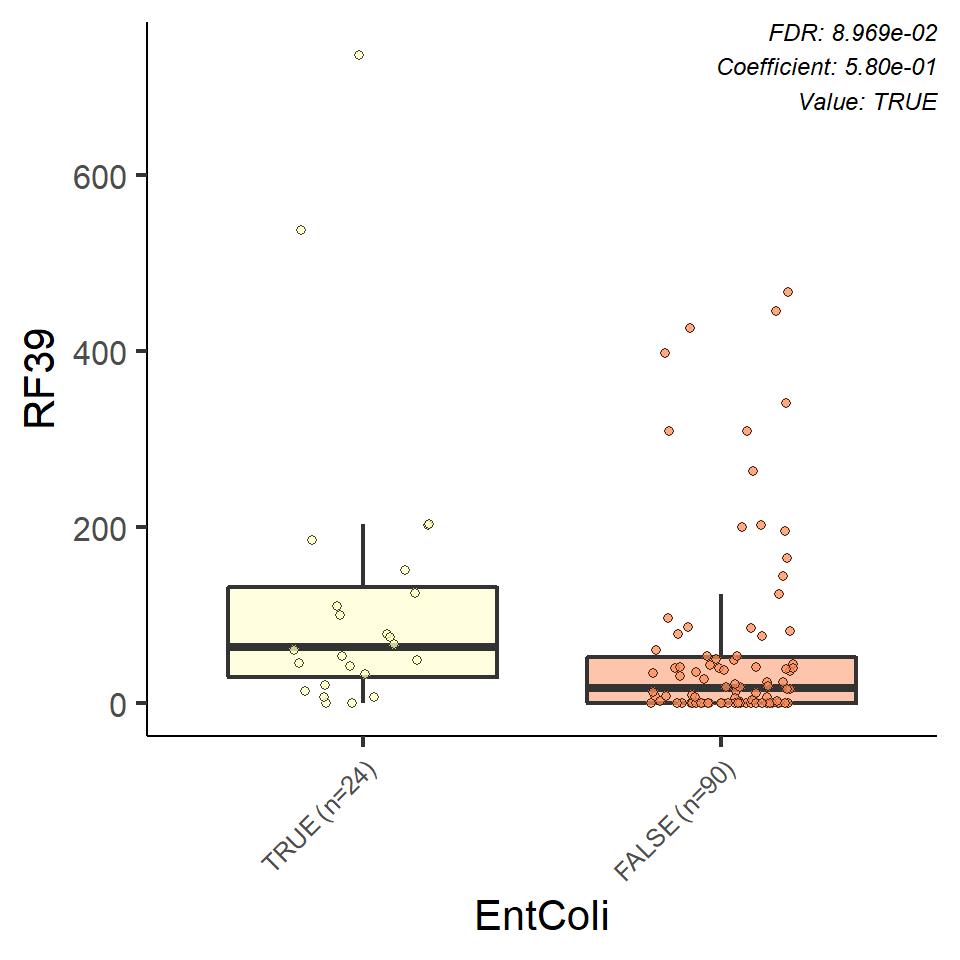 FDR: 8.969e-02
Coefficient: 5.80e-01
Value: TRUE
RF39
600
400
200
0
TRUE (n=24)
FALSE (n=90)
EntColi